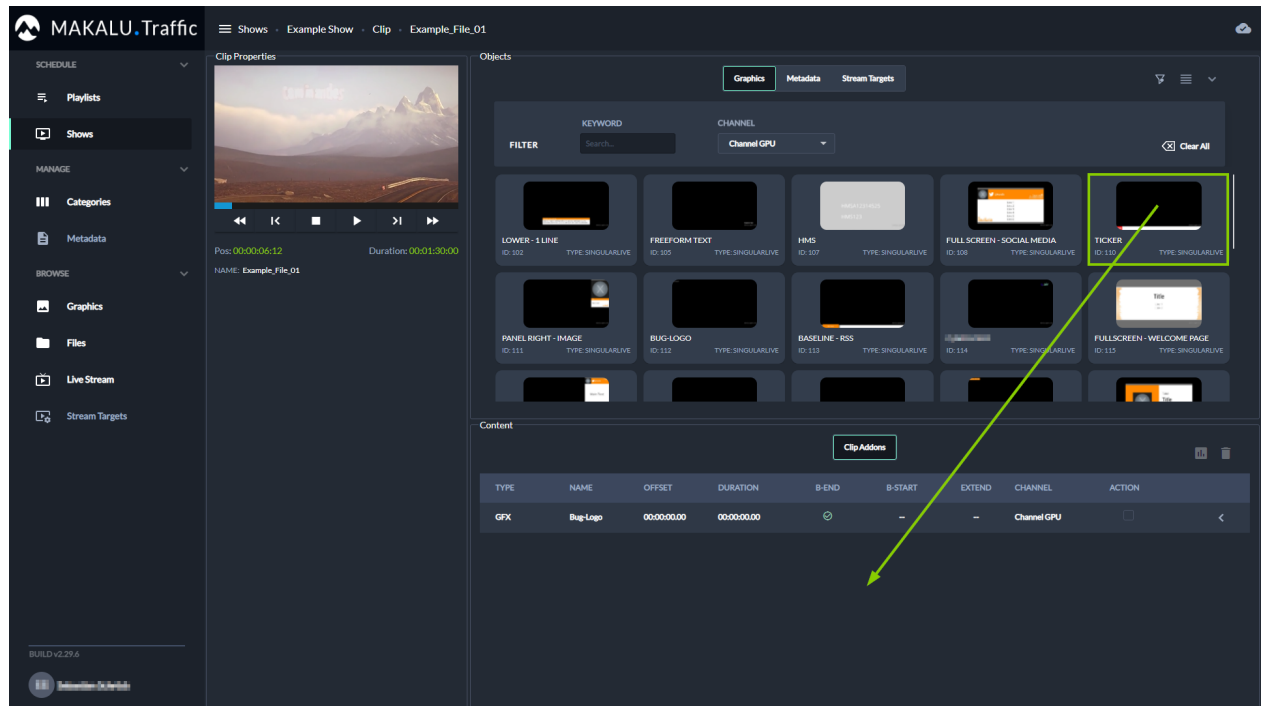 MAKALU.Traffic
Shows · Example Show · Clip · Example_File_01
SCHEDULE
Playlists
Shows
MANAGE
Categories
Metadata
BROWSE
Graphics
Files
Live Stream
Stream Targets
BUILD v2.29.6
Clip Properties
Pos: 00:00:06:12 Duration: 00:01:30:00
NAME: Example_File_01
Objects
Graphics Metadata Stream Targets
KEYWORD CHANNEL
FILTER Search... Channel GPU Clear All
LOWER - 1 LINE FREEFORM TEXT HMS FULL SCREEN - SOCIAL MEDIA TICKER
ID: 102 TYPE: SINGULARLIVE ID: 105 TYPE: SINGULARLIVE ID: 107 TYPE: SINGULARLIVE ID: 108 TYPE: SINGULARLIVE ID: 110 TYPE: SINGULARLIVE
Title
PANEL RIGHT - IMAGE BUG-LOGO BASELINE - RSS FULLSCREEN - WELCOME PAGE
ID: 111 TYPE: SINGULARLIVE ID: 112 TYPE: SINGULARLIVE ID: 113 TYPE: SINGULARLIVE ID: 114 TYPE: SINGULARLIVE ID: 115 TYPE: SINGULARLIVE
Title
Content
Clip Addons
TYPE NAME OFFSET DURATION B-END B-START EXTEND CHANNEL ACTION
GFX Bug-Logo 00:00:00.00 00:00:00.00 – – Channel GPU